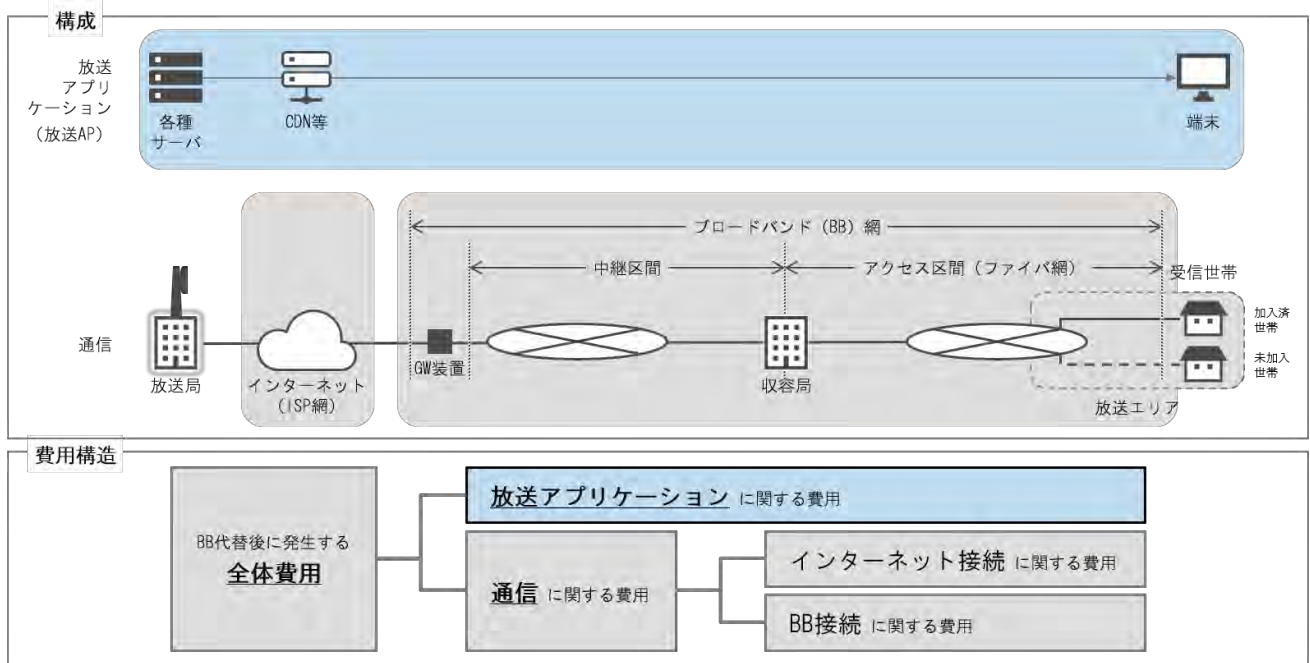 構成
放送
アプリ
ケーション
(放送AP)
各種
サーバ
CDN等
端末
ブロードバンド（BB）網
中継区間
アクセス区間（ファイバ網）
受信世帯
加入済
世帯
未加入
世帯
通信
放送局
インターネット
(ISP網)
GW装置
収容局
放送エリア
費用構造
BB代替後に発生する
全体費用
放送アプリケーション に関する費用
通信 に関する費用
インターネット接続 に関する費用
BB接続 に関する費用